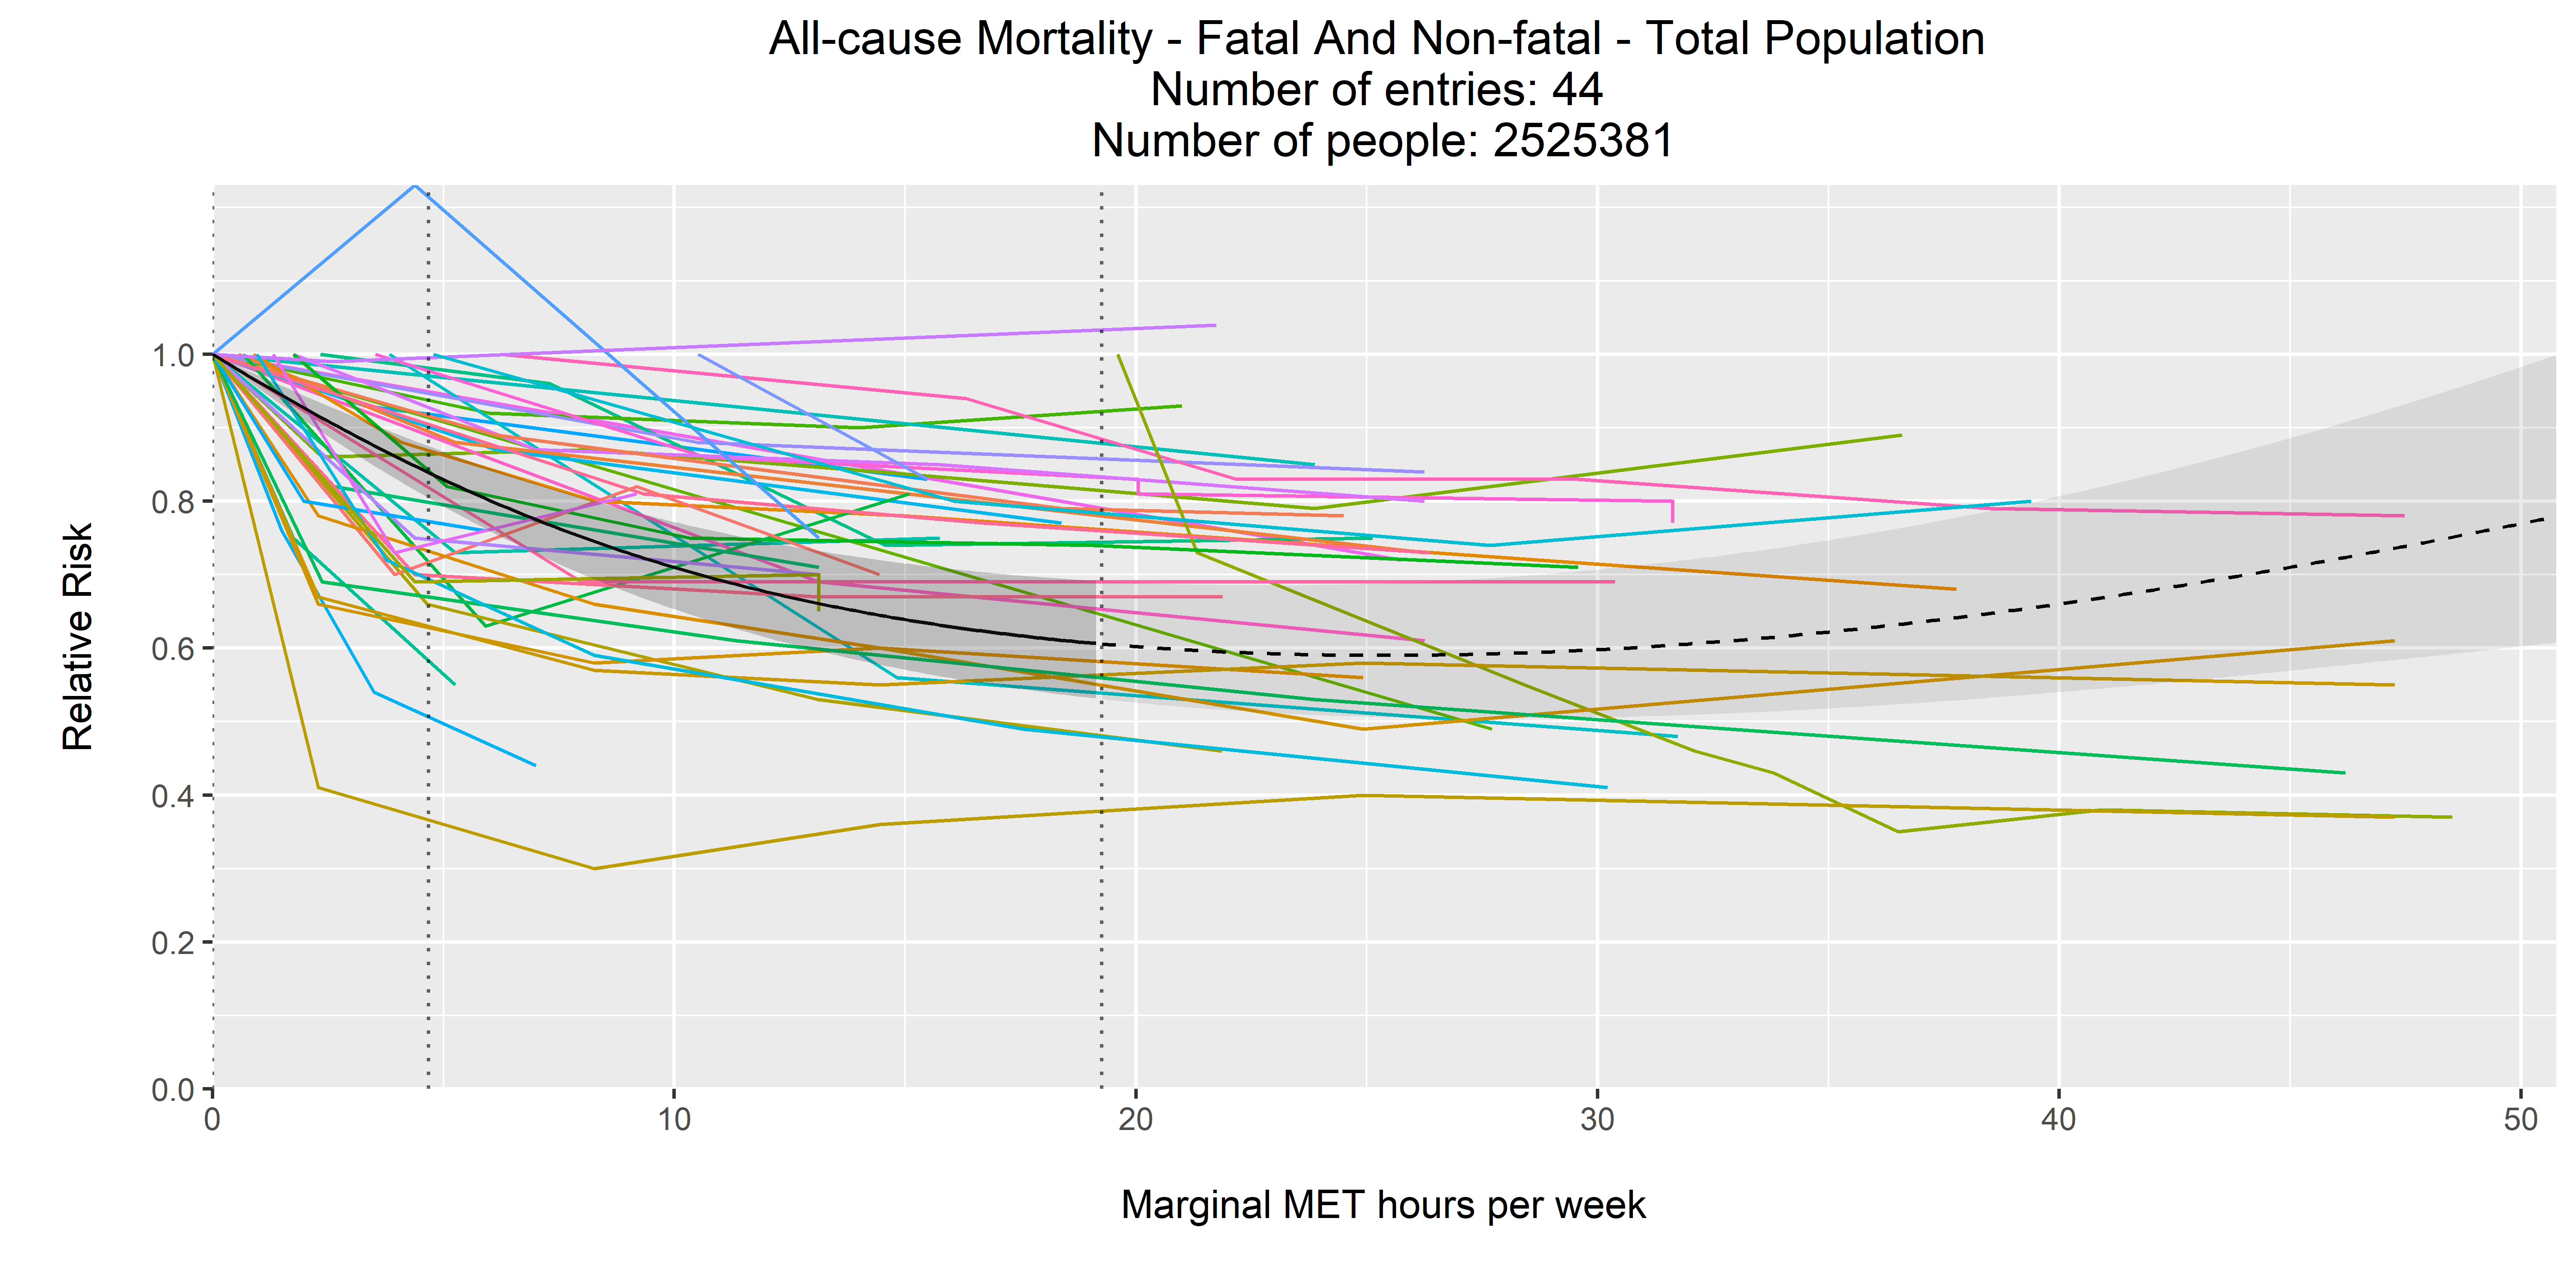 All-cause Mortality - Fatal And Non-fatal - Total Population
Number of entries: 44
Number of people: 2525381
Relative Risk
1.0
0.8
0.6
0.4
0.2
0.0
0 10 20 30 40 50
Marginal MET hours per week